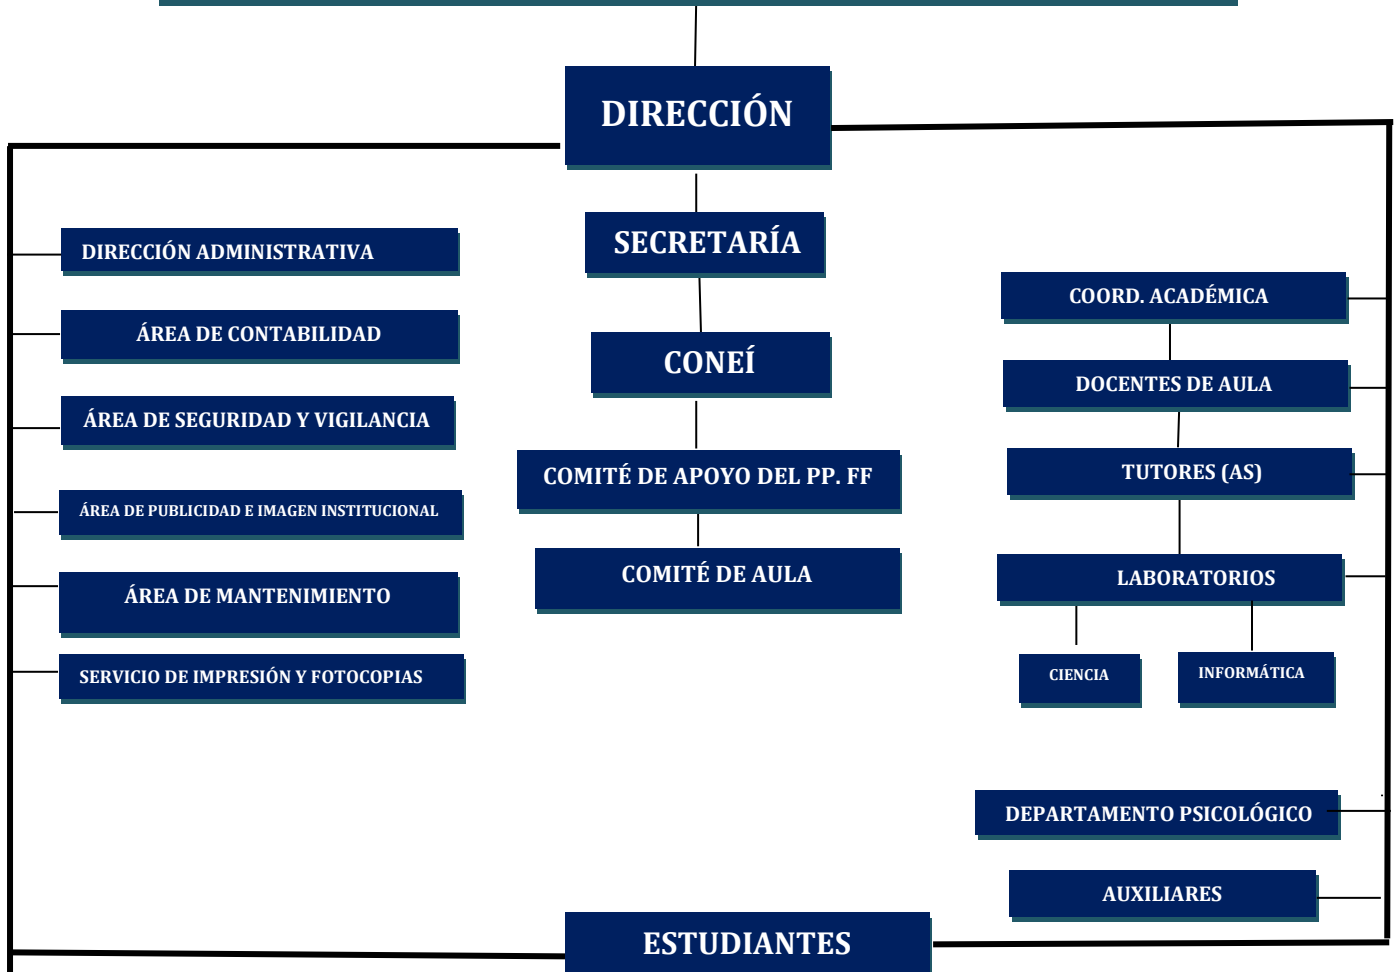 DIRECCIÓN
SECRETARÍA
CONEÍ
COMITÉ DE APOYO DEL PP. FF
COMITÉ DE AULA
DIRECCIÓN ADMINISTRATIVA
ÁREA DE CONTABILIDAD
ÁREA DE SEGURIDAD Y VIGILANCIA
ÁREA DE PUBLICIDAD E IMAGEN INSTITUCIONAL
ÁREA DE MANTENIMIENTO
SERVICIO DE IMPRESIÓN Y FOTOCOPIAS
COORD. ACADÉMICA
DOCENTES DE AULA
TUTORES (AS)
LABORATORIOS
CIENCIA
INFORMÁTICA
DEPARTAMENTO PSICOLÓGICO
AUXILIARES
ESTUDIANTES